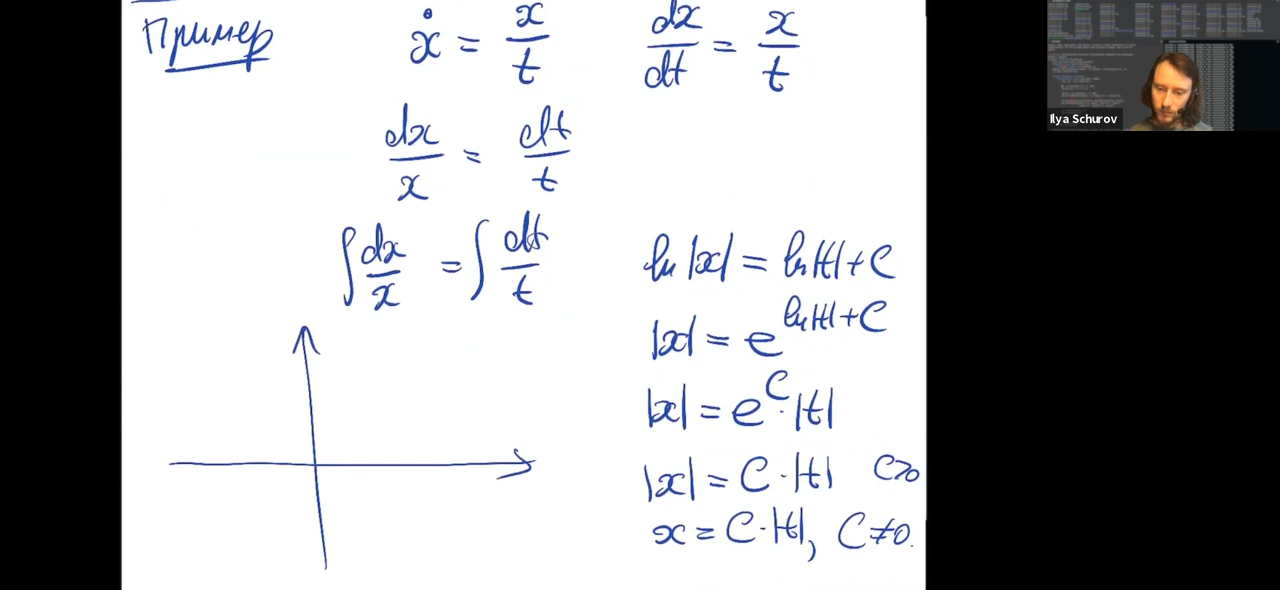 Пример ẋ = x/t dx/dt = x/t
dx/x = dt/t
∫ dx/x = ∫ dt/t ln|x| = ln|t| + C
|x| = e^{ln|t| + C}
|x| = e^C · |t|
|x| = C · |t| C>0
x = C · |t|, C ≠ 0.
Ilya Schurov